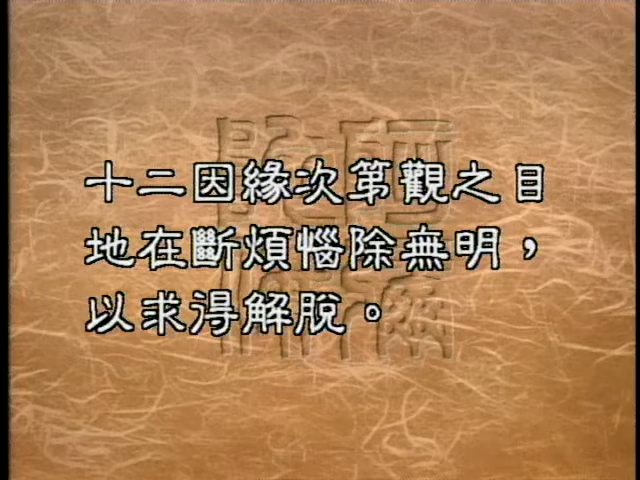 十二因緣次第觀之目
地在斷煩惱除無明，
以求得解脫。